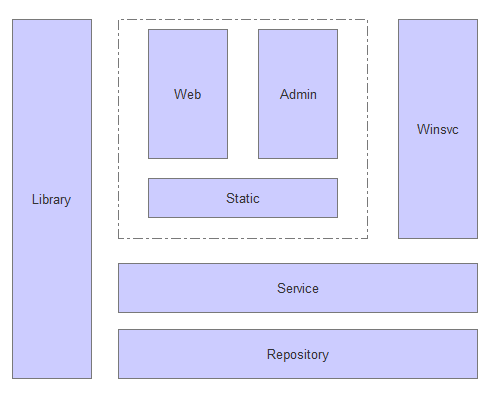 Web
Admin
Winsvc
Library
Static
Service
Repository